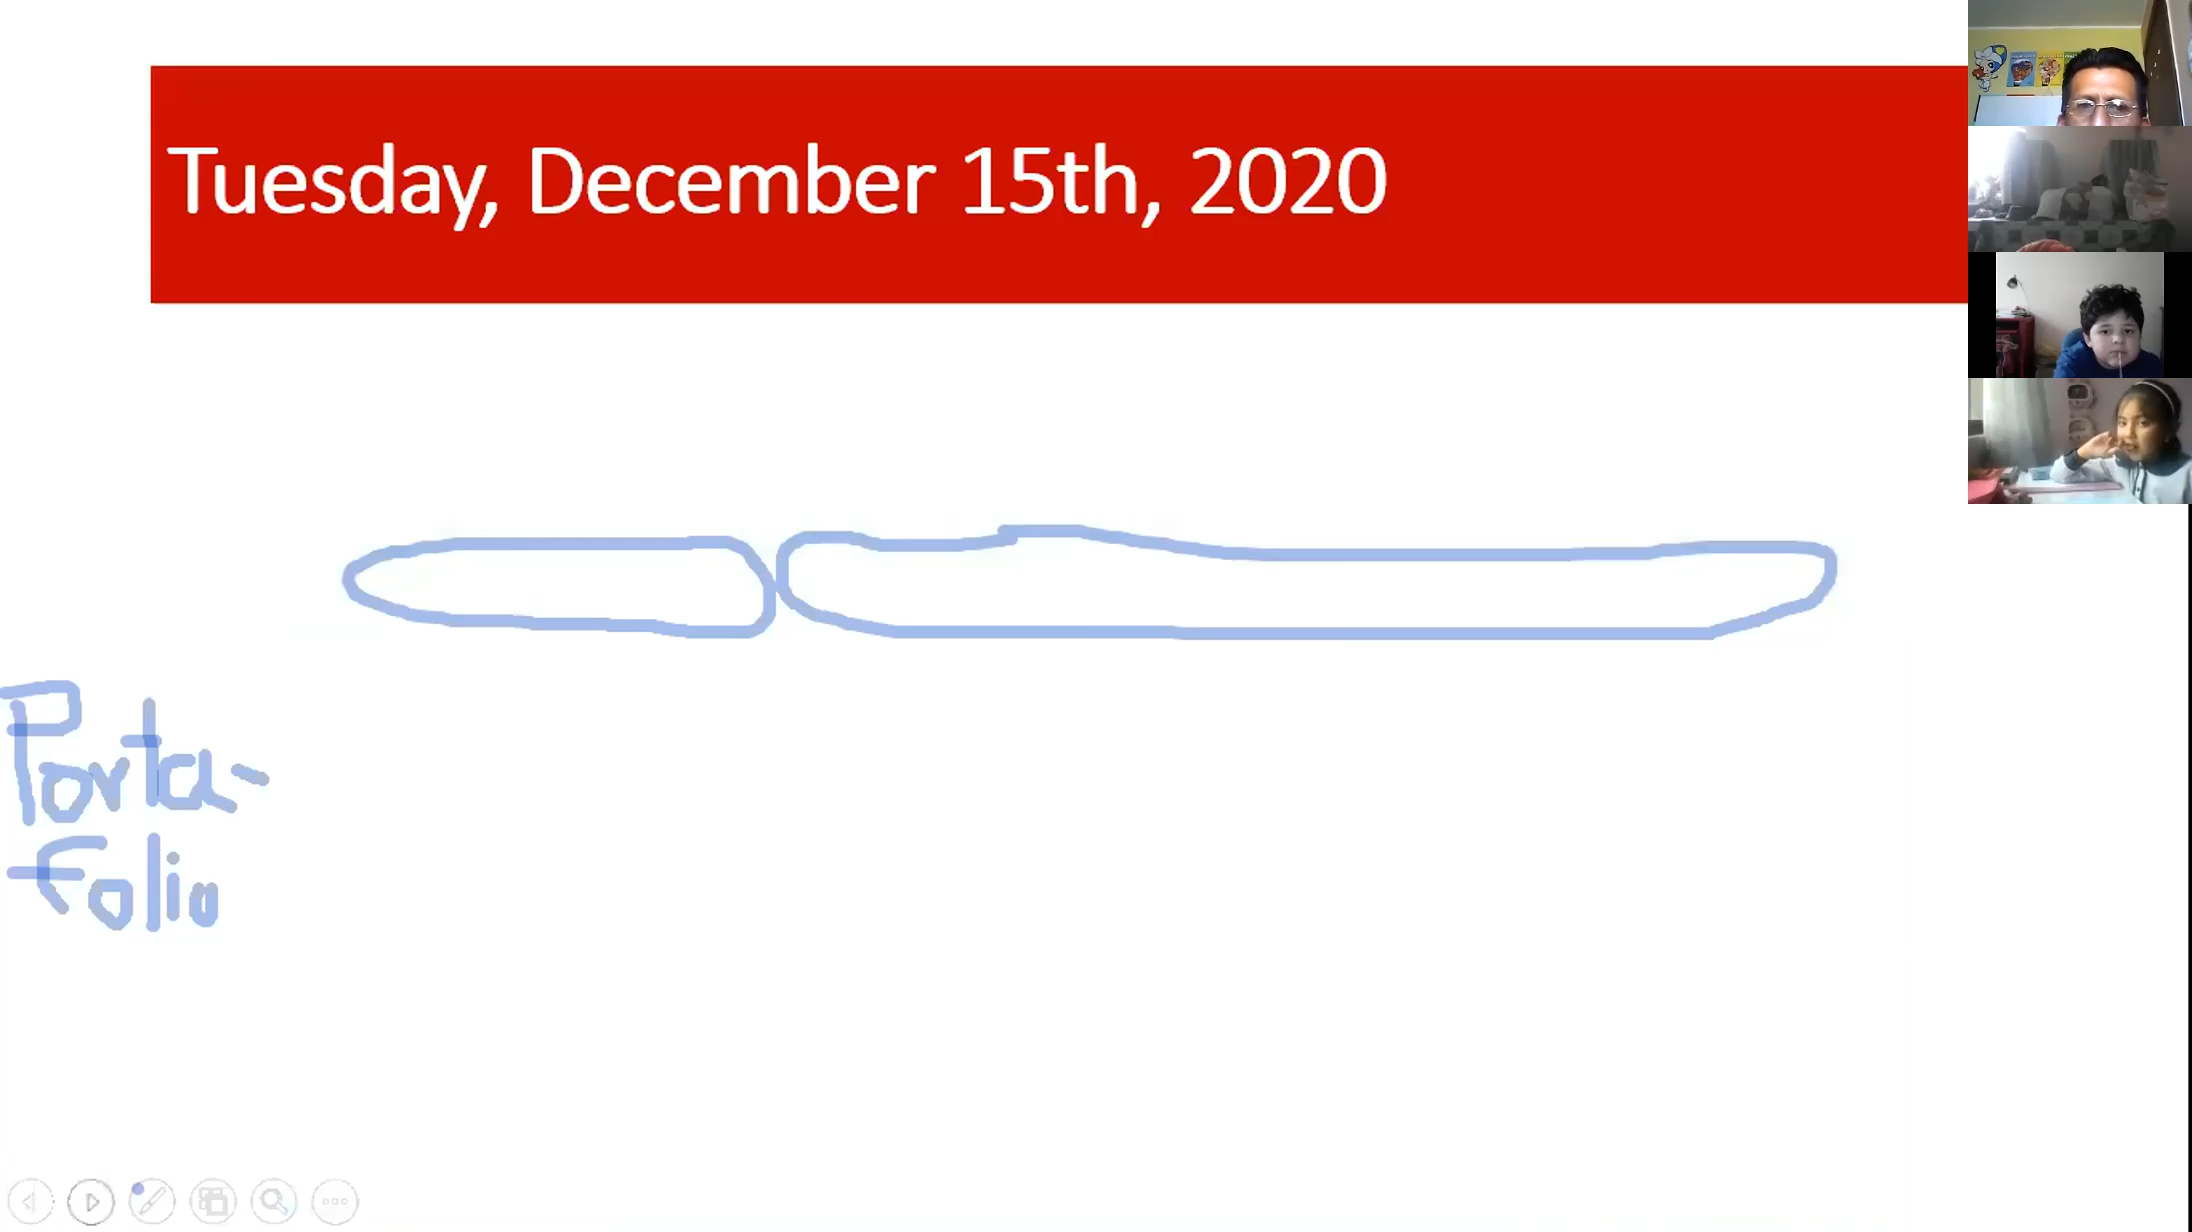 Tuesday, December 15th, 2020
Porta-
folio